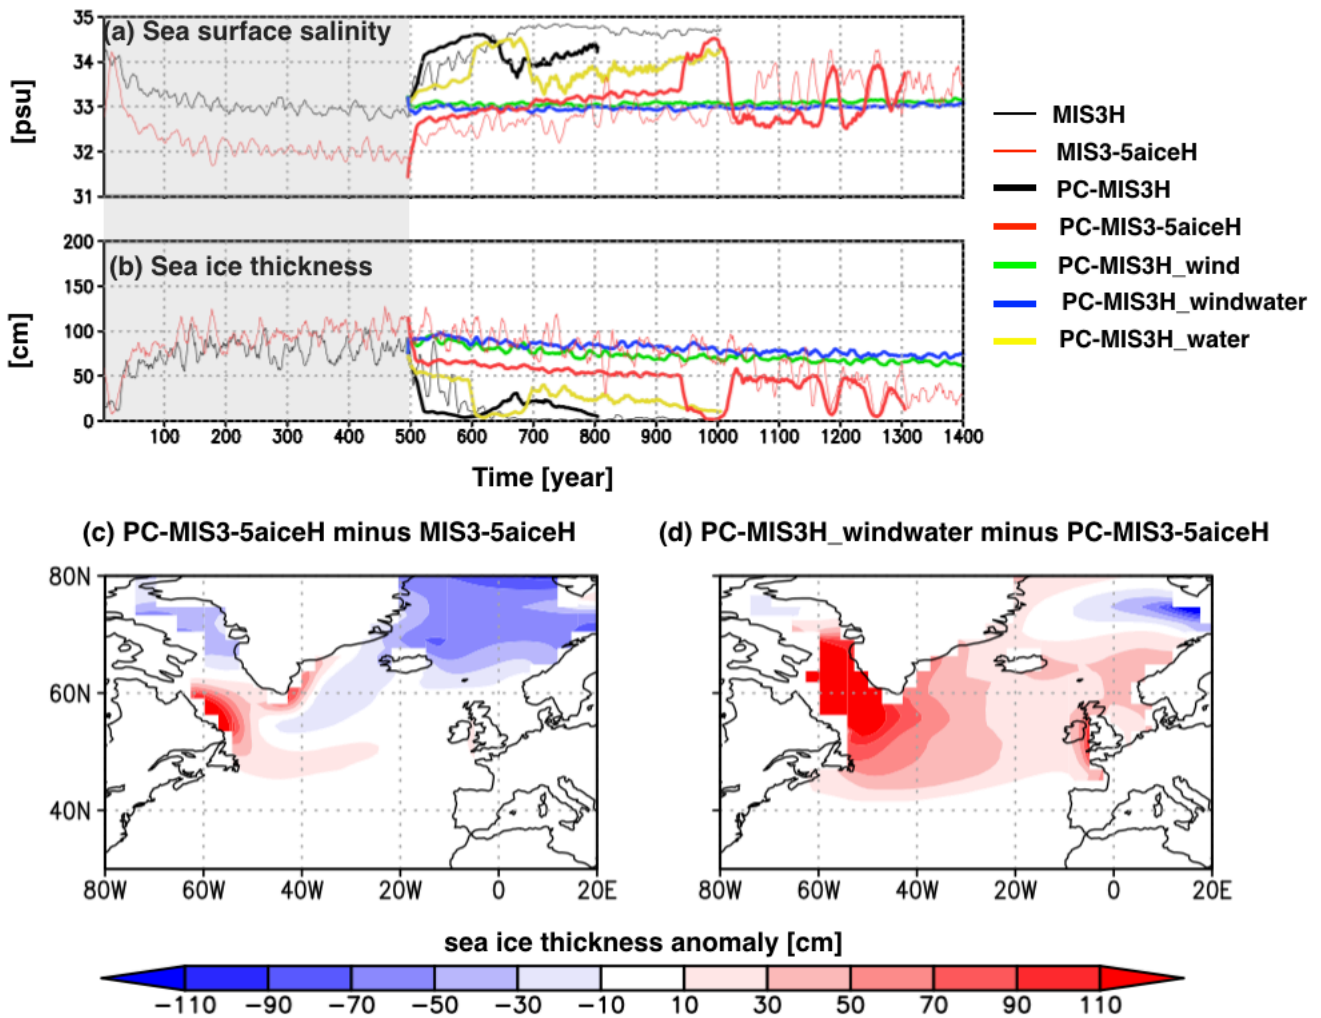 (a) Sea surface salinity
35
34
33
32
31
[psu]
(b) Sea ice thickness
200
150
100
50
0
[cm]
100 200 300 400 500 600 700 800 900 1000 1100 1200 1300 1400
Time [year]
MIS3H
MIS3-5aiceH
PC-MIS3H
PC-MIS3-5aiceH
PC-MIS3H_wind
PC-MIS3H_windwater
PC-MIS3H_water
(c) PC-MIS3-5aiceH minus MIS3-5aiceH
80N
60N
40N
80W 60W 40W 20W 0 20E
(d) PC-MIS3H_windwater minus PC-MIS3-5aiceH
80W 60W 40W 20W 0 20E
sea ice thickness anomaly [cm]
−110 −90 −70 −50 −30 −10 10 30 50 70 90 110